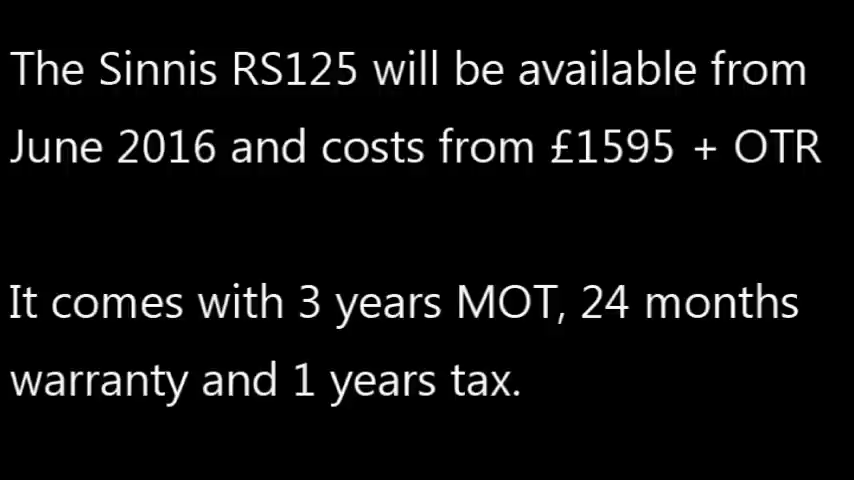 The Sinnis RS125 will be available from
June 2016 and costs from £1595 + OTR
It comes with 3 years MOT, 24 months
warranty and 1 years tax.